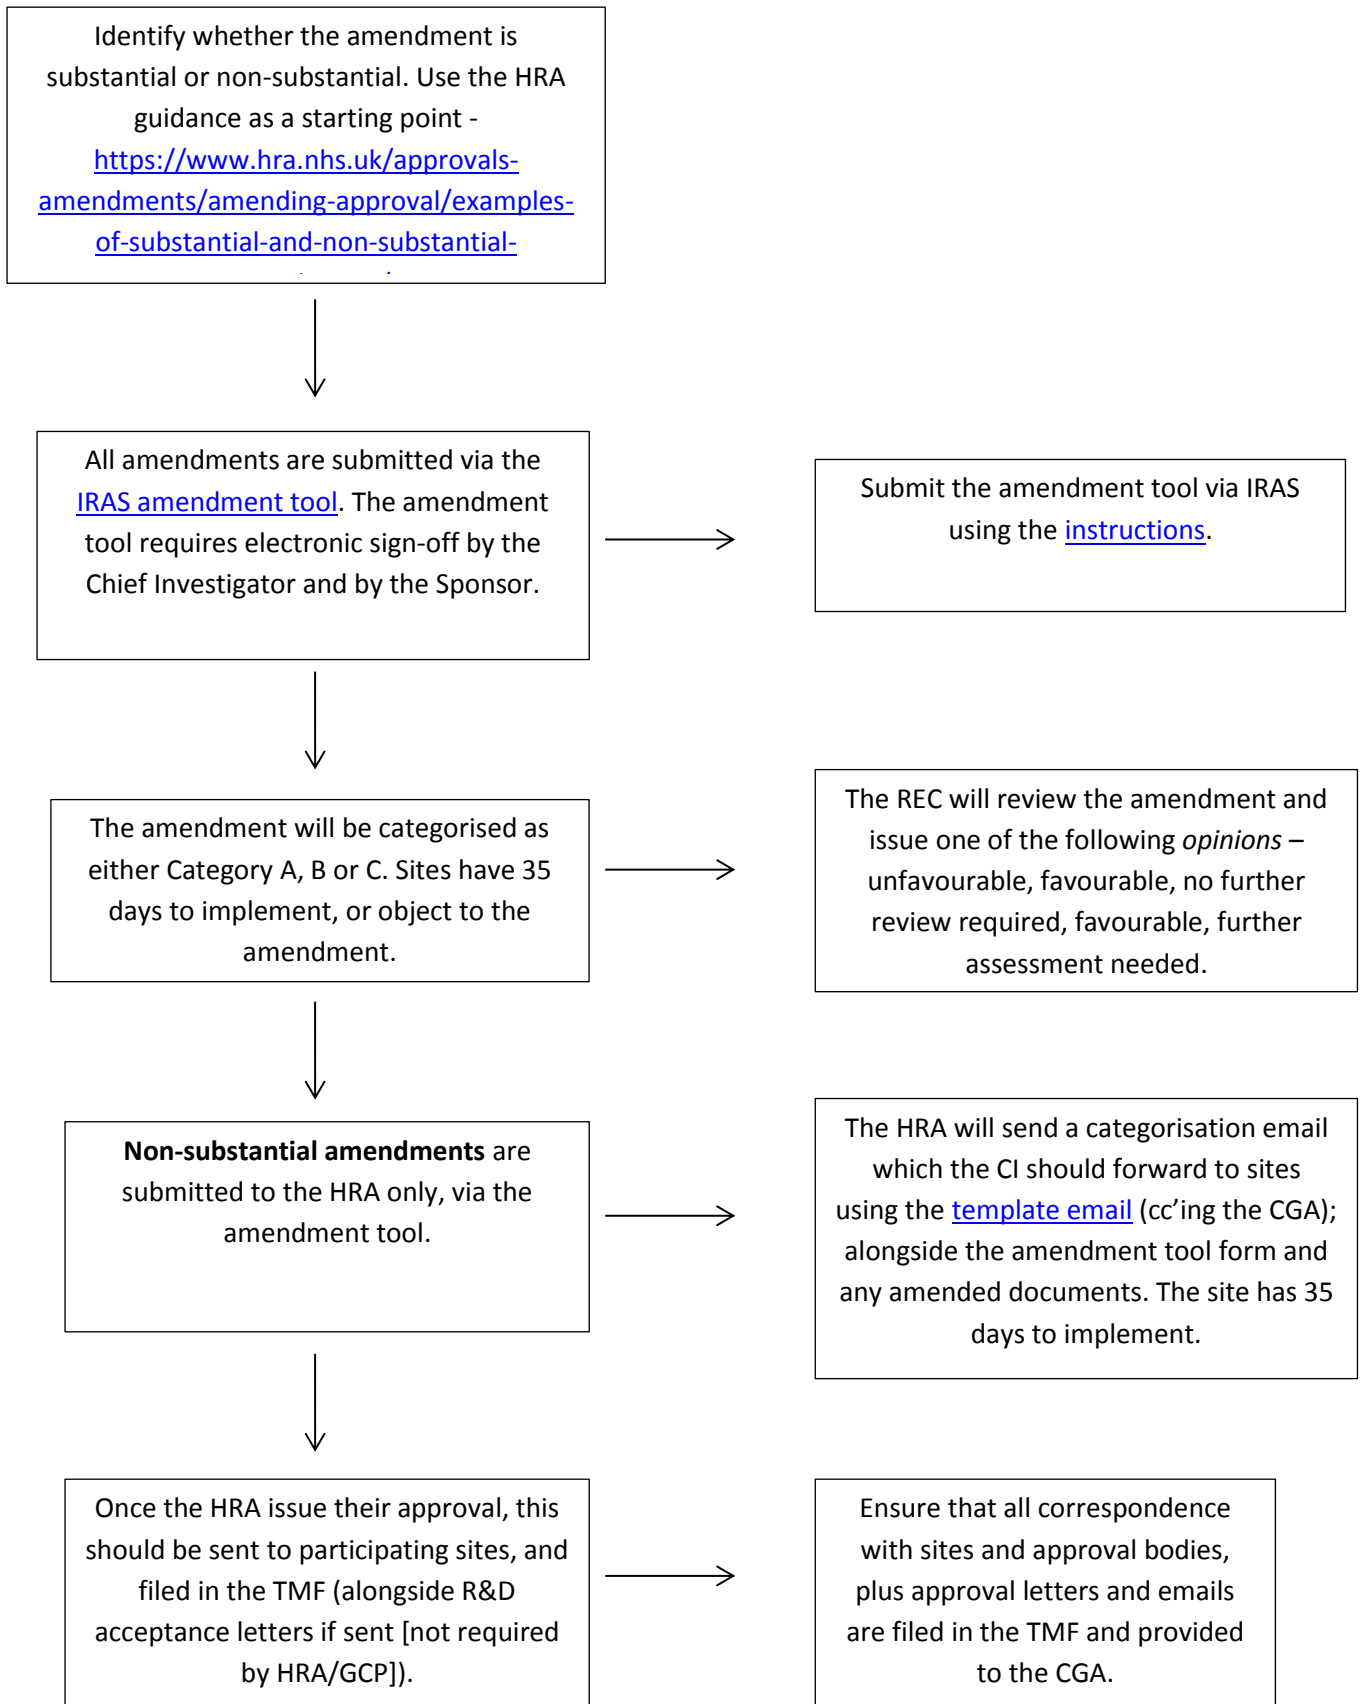 Identify whether the amendment is
substantial or non-substantial. Use the HRA
guidance as a starting point -
https://www.hra.nhs.uk/approvals-
amendments/amending-approval/examples-
of-substantial-and-non-substantial-
All amendments are submitted via the
IRAS amendment tool. The amendment
tool requires electronic sign-off by the
Chief Investigator and by the Sponsor.
Submit the amendment tool via IRAS
using the instructions.
The amendment will be categorised as
either Category A, B or C. Sites have 35
days to implement, or object to the
amendment.
The REC will review the amendment and
issue one of the following opinions –
unfavourable, favourable, no further
review required, favourable, further
assessment needed.
Non-substantial amendments are
submitted to the HRA only, via the
amendment tool.
The HRA will send a categorisation email
which the CI should forward to sites
using the template email (cc’ing the CGA);
alongside the amendment tool form and
any amended documents. The site has 35
days to implement.
Once the HRA issue their approval, this
should be sent to participating sites, and
filed in the TMF (alongside R&D
acceptance letters if sent [not required
by HRA/GCP]).
Ensure that all correspondence
with sites and approval bodies,
plus approval letters and emails
are filed in the TMF and provided
to the CGA.